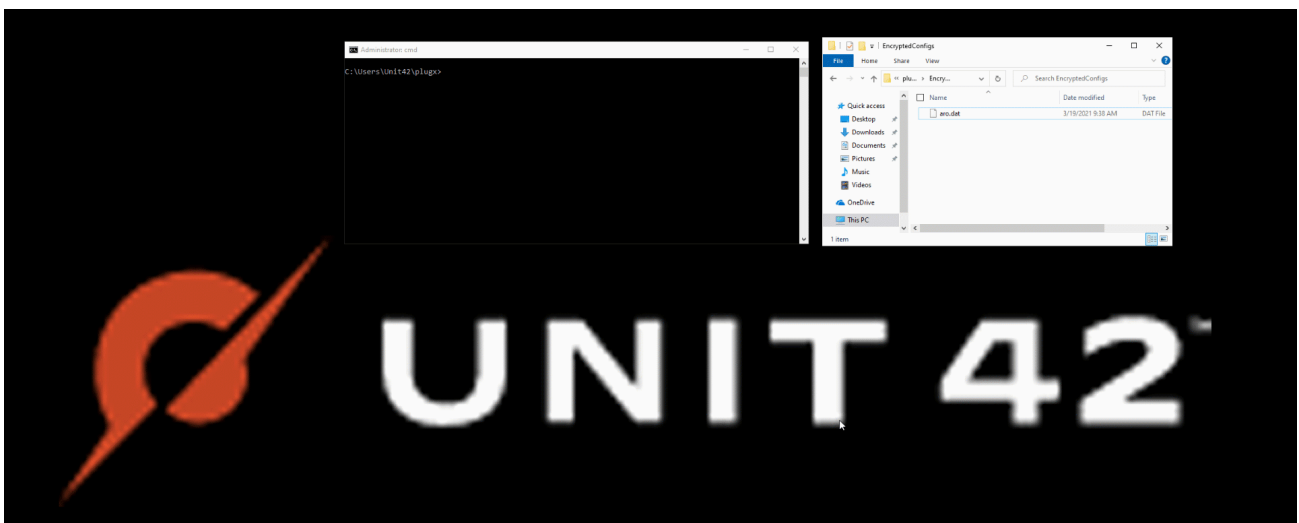 Administrator: cmd
C:\Users\Unit42\plugx>
EncryptedConfigs
File Home Share View
plu... › Encry...
Search EncryptedConfigs
Name Date modified Type
Quick access
aro.dat 3/19/2021 9:38 AM DAT File
Desktop
Downloads
Documents
Pictures
Music
Videos
OneDrive
This PC
1 item
UNIT 42